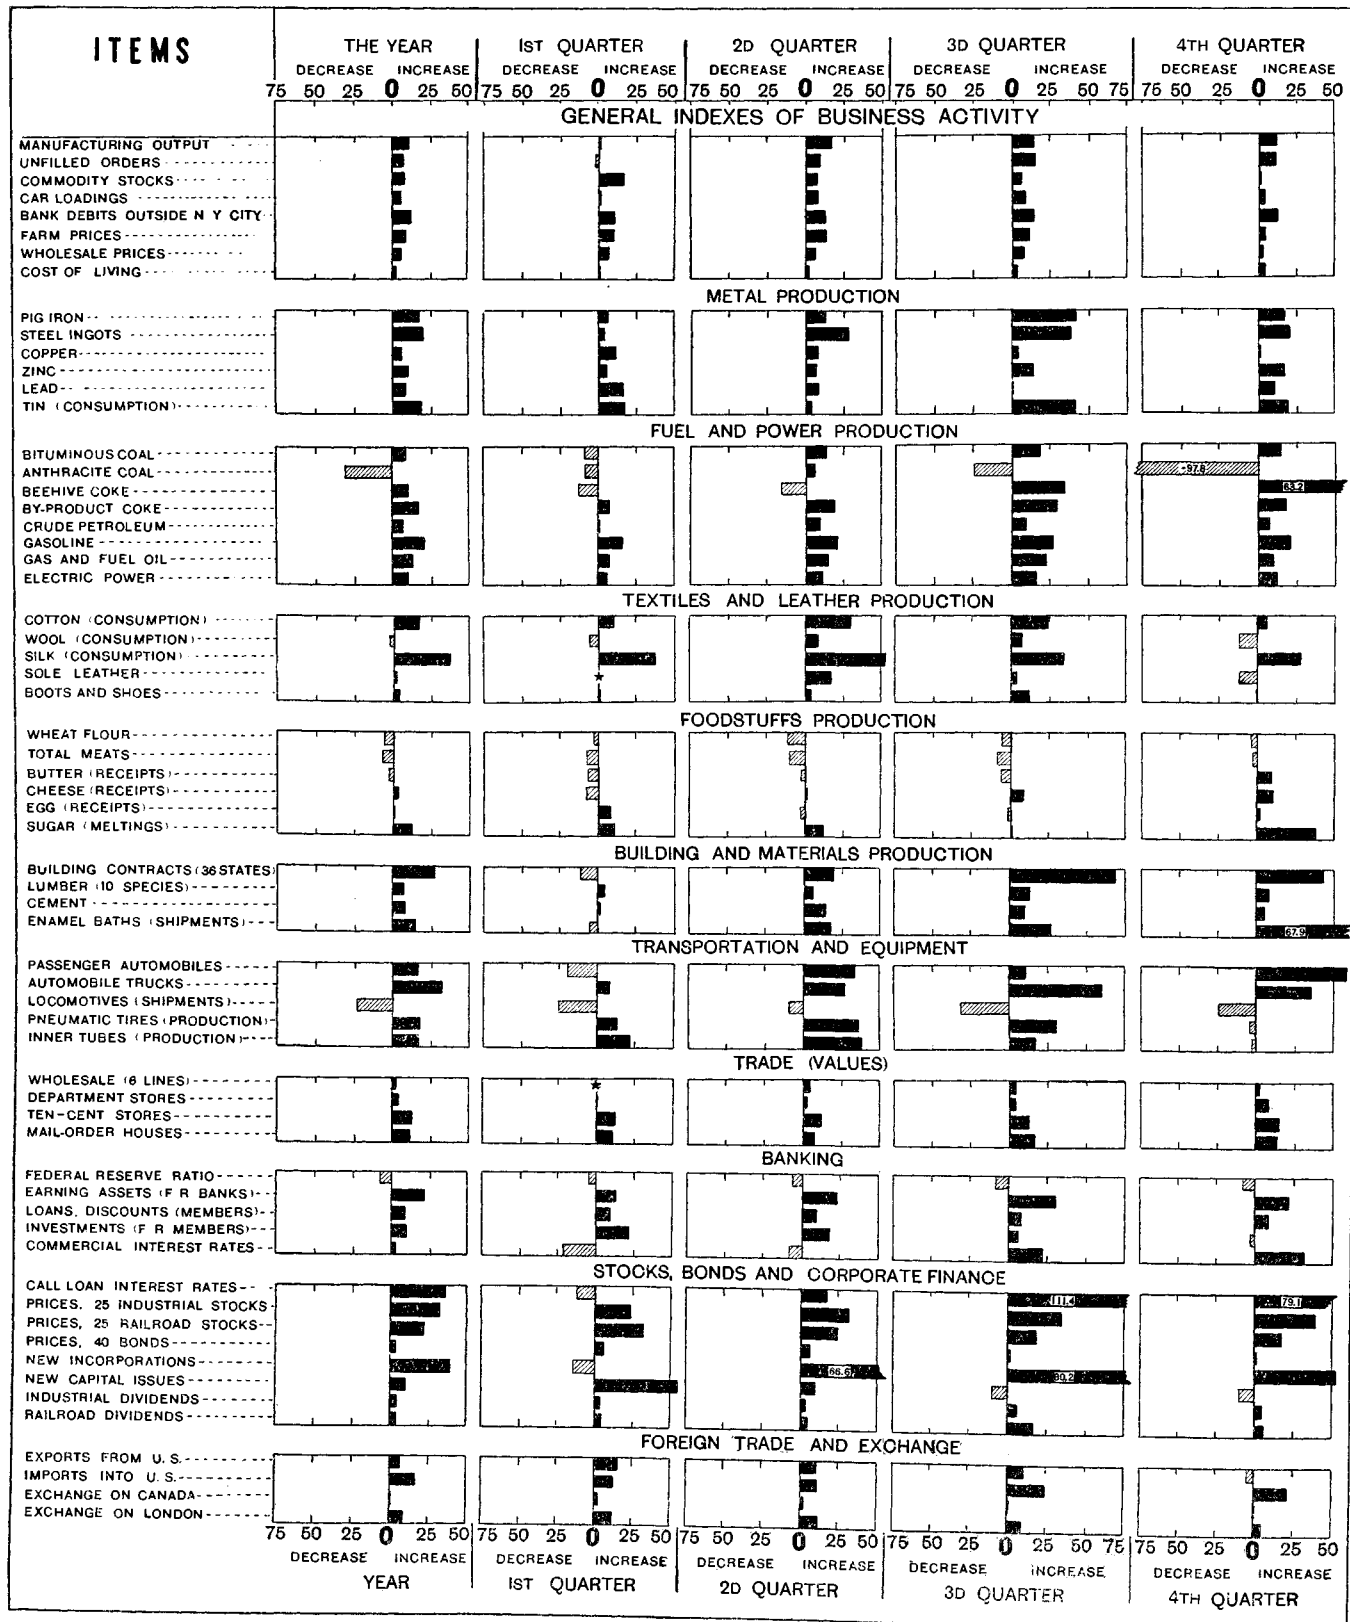 ITEMS
THE YEAR 1ST QUARTER 2D QUARTER 3D QUARTER 4TH QUARTER
DECREASE INCREASE DECREASE INCREASE DECREASE INCREASE DECREASE INCREASE DECREASE INCREASE
75 50 25 0 25 50 75 50 25 0 25 50 75 50 25 0 25 50 75 50 25 0 25 50 75 75 50 25 0 25 50
GENERAL INDEXES OF BUSINESS ACTIVITY
MANUFACTURING OUTPUT
UNFILLED ORDERS
COMMODITY STOCKS
CAR LOADINGS
BANK DEBITS OUTSIDE N Y CITY
FARM PRICES
WHOLESALE PRICES
COST OF LIVING
METAL PRODUCTION
PIG IRON
STEEL INGOTS
COPPER
ZINC
LEAD
TIN (CONSUMPTION)
FUEL AND POWER PRODUCTION
BITUMINOUS COAL
ANTHRACITE COAL -97.8
BEEHIVE COKE 63.2
BY-PRODUCT COKE
CRUDE PETROLEUM
GASOLINE
GAS AND FUEL OIL
ELECTRIC POWER
TEXTILES AND LEATHER PRODUCTION
COTTON (CONSUMPTION)
WOOL (CONSUMPTION)
SILK (CONSUMPTION)
SOLE LEATHER ★
BOOTS AND SHOES
FOODSTUFFS PRODUCTION
WHEAT FLOUR
TOTAL MEATS
BUTTER (RECEIPTS)
CHEESE (RECEIPTS)
EGG (RECEIPTS)
SUGAR (MELTINGS)
BUILDING AND MATERIALS PRODUCTION
BUILDING CONTRACTS (36 STATES)
LUMBER (10 SPECIES)
CEMENT
ENAMEL BATHS (SHIPMENTS) 67.9
TRANSPORTATION AND EQUIPMENT
PASSENGER AUTOMOBILES
AUTOMOBILE TRUCKS
LOCOMOTIVES (SHIPMENTS)
PNEUMATIC TIRES (PRODUCTION)
INNER TUBES (PRODUCTION)
TRADE (VALUES)
WHOLESALE (6 LINES) ★
DEPARTMENT STORES
TEN-CENT STORES
MAIL-ORDER HOUSES
BANKING
FEDERAL RESERVE RATIO
EARNING ASSETS (F R BANKS)
LOANS, DISCOUNTS (MEMBERS)
INVESTMENTS (F R MEMBERS)
COMMERCIAL INTEREST RATES
STOCKS, BONDS AND CORPORATE FINANCE
CALL LOAN INTEREST RATES 111.4 79.1
PRICES, 25 INDUSTRIAL STOCKS
PRICES, 25 RAILROAD STOCKS
PRICES, 40 BONDS
NEW INCORPORATIONS 66.6 80.2
NEW CAPITAL ISSUES
INDUSTRIAL DIVIDENDS
RAILROAD DIVIDENDS
FOREIGN TRADE AND EXCHANGE
EXPORTS FROM U. S.
IMPORTS INTO U. S.
EXCHANGE ON CANADA
EXCHANGE ON LONDON
75 50 25 0 25 50 75 50 25 0 25 50 75 50 25 0 25 50 75 50 25 0 25 50 75 75 50 25 0 25 50
DECREASE INCREASE DECREASE INCREASE DECREASE INCREASE DECREASE INCREASE DECREASE INCREASE
YEAR 1ST QUARTER 2D QUARTER 3D QUARTER 4TH QUARTER